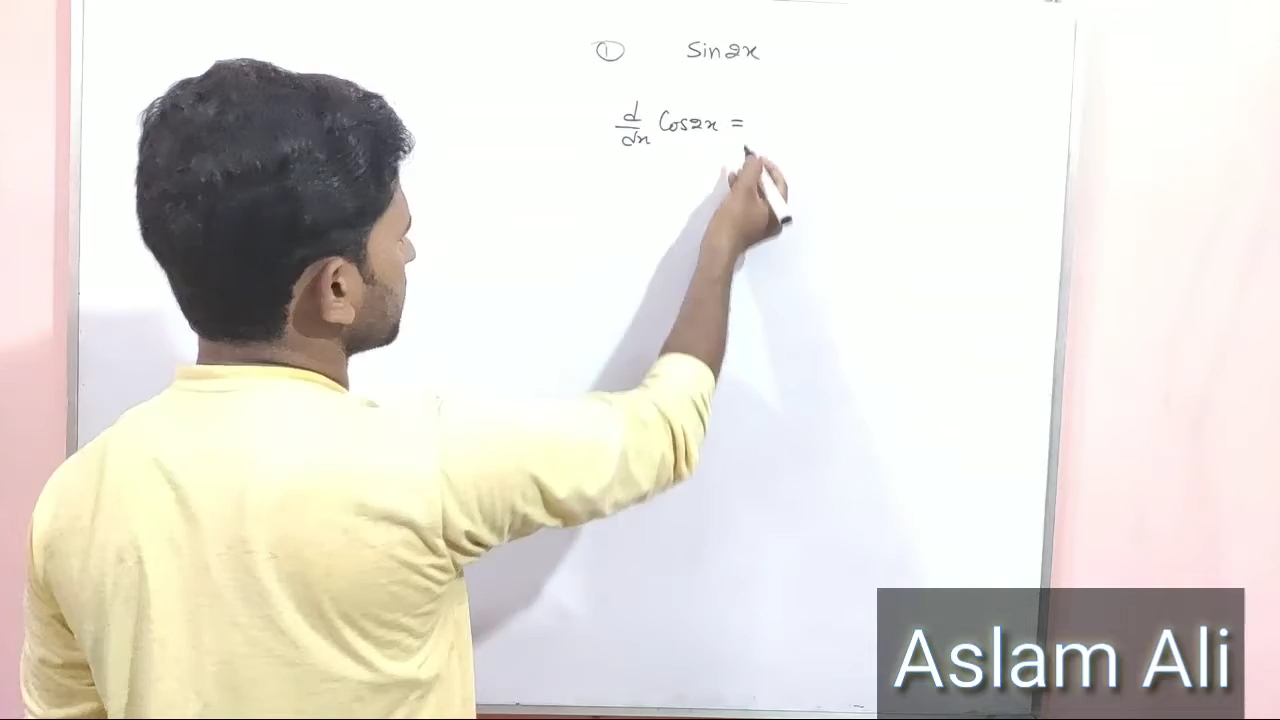 ① Sin2x
d/dx Cos2x =
Aslam Ali